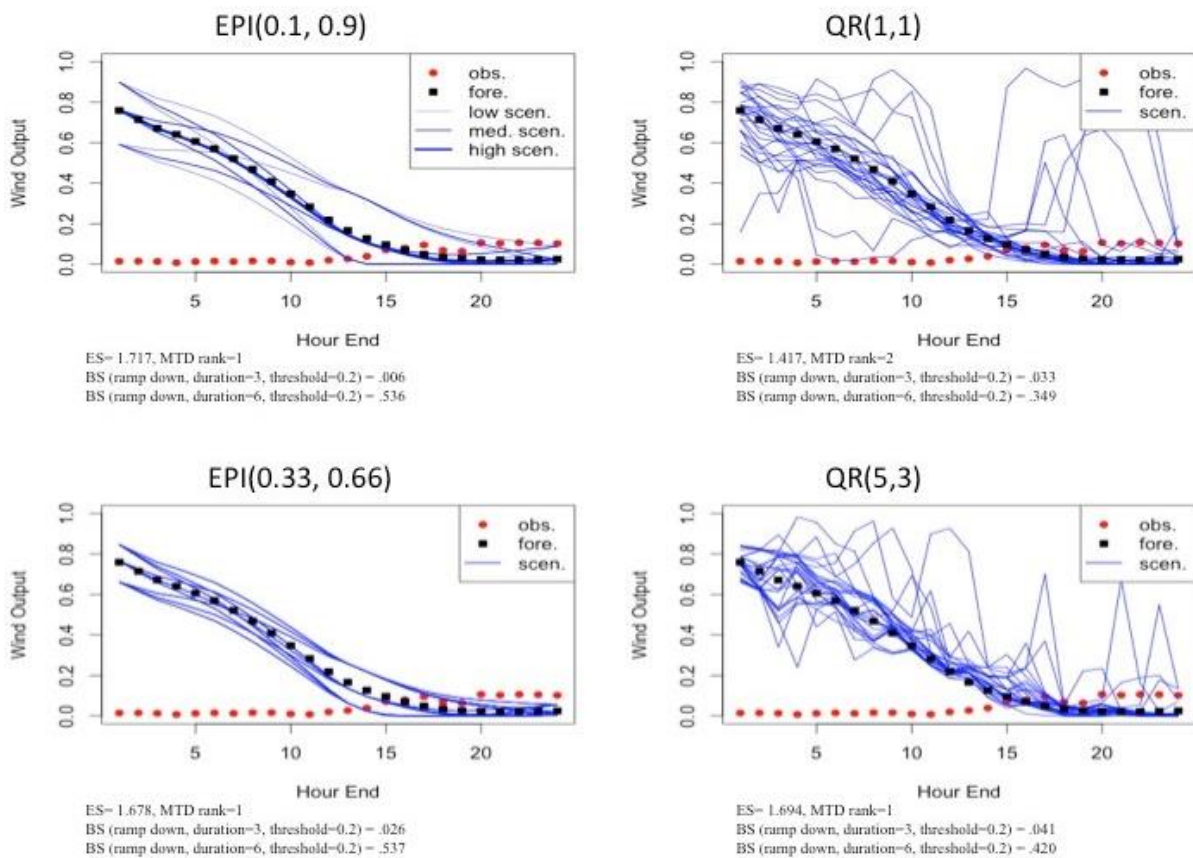 EPI(0.1, 0.9)
1.0
0.8
0.6
0.4
0.2
0.0
Wind Output
obs.
fore.
low scen.
med. scen.
high scen.
5
10
15
20
Hour End
ES= 1.717, MTD rank=1
BS (ramp down, duration=3, threshold=0.2) = .006
BS (ramp down, duration=6, threshold=0.2) = .536
QR(1,1)
1.0
0.8
0.6
0.4
0.2
0.0
Wind Output
obs.
fore.
scen.
5
10
15
20
Hour End
ES= 1.417, MTD rank=2
BS (ramp down, duration=3, threshold=0.2) = .033
BS (ramp down, duration=6, threshold=0.2) = .349
EPI(0.33, 0.66)
1.0
0.8
0.6
0.4
0.2
0.0
Wind Output
obs.
fore.
scen.
5
10
15
20
Hour End
ES= 1.678, MTD rank=1
BS (ramp down, duration=3, threshold=0.2) = .026
BS (ramp down, duration=6, threshold=0.2) = .537
QR(5,3)
1.0
0.8
0.6
0.4
0.2
0.0
Wind Output
obs.
fore.
scen.
5
10
15
20
Hour End
ES= 1.694, MTD rank=1
BS (ramp down, duration=3, threshold=0.2) = .041
BS (ramp down, duration=6, threshold=0.2) = .420